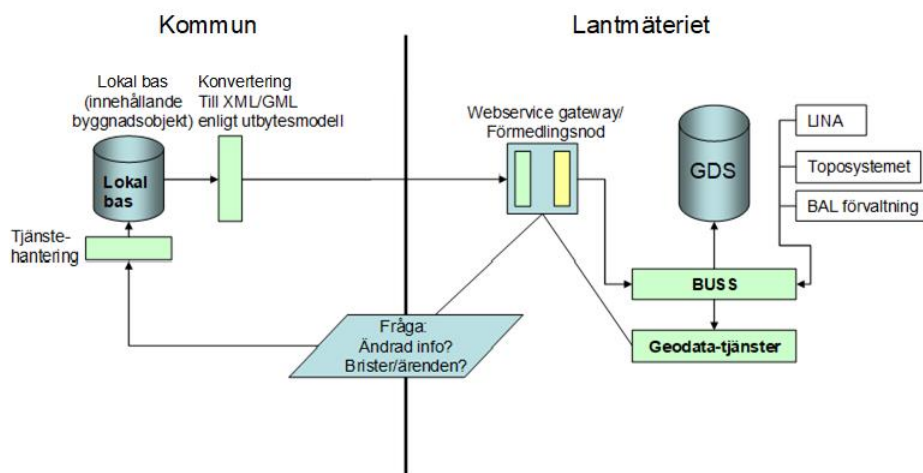 Kommun
Lantmäteriet
Lokal bas
(innehållande
byggnadsobjekt)
Konvertering
Till XML/GML
enligt utbytesmodell
Lokal
bas
Tjänste-
hantering
Webservice gateway/
Förmedlingsnod
GDS
LINA
Toposystemet
BAL förvaltning
BUSS
Geodata-tjänster
Fråga:
Ändrad info?
Brister/ärenden?